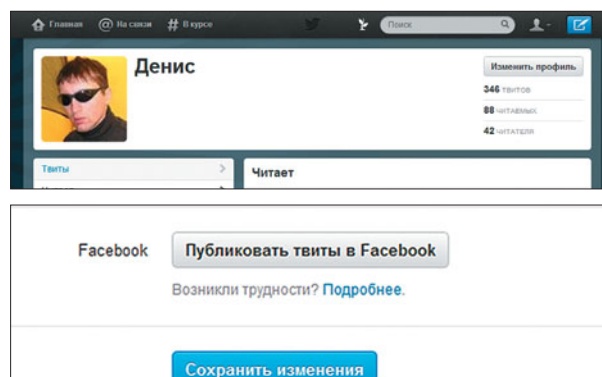 Главная На связи # В курсе Поиск
Денис
Изменить профиль
346 ТВИТОВ
88 ЧИТАЕМЫХ
42 ЧИТАТЕЛЯ
Твиты
Читает
Facebook Публиковать твиты в Facebook
Возникли трудности? Подробнее.
Сохранить изменения